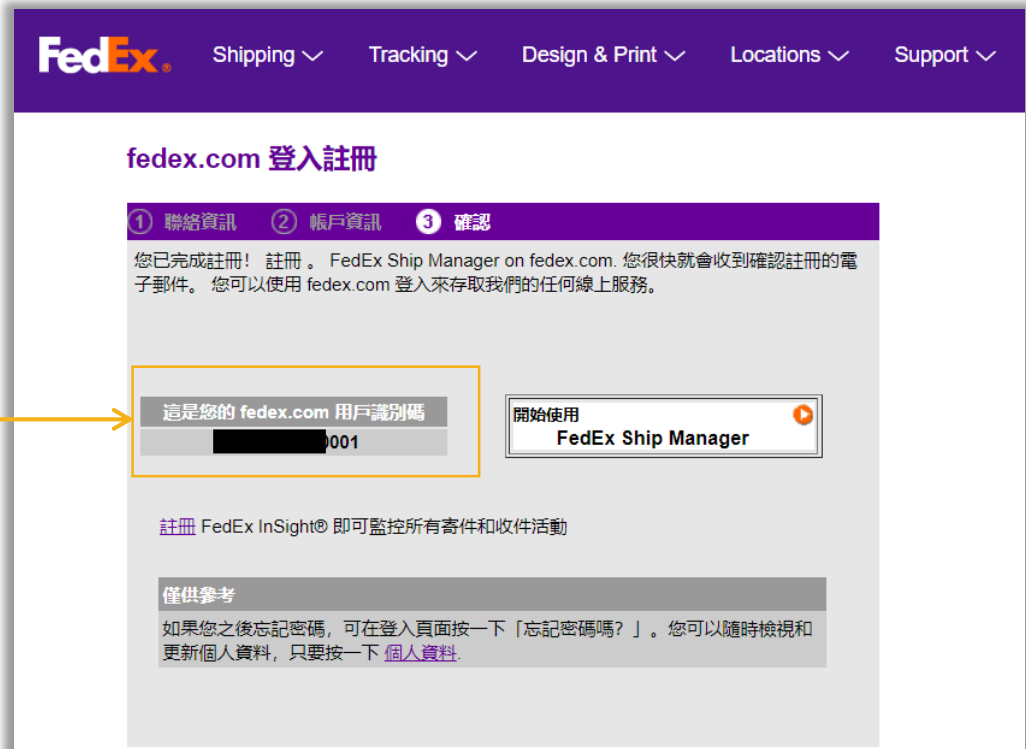 FedEx® Shipping Tracking Design & Print Locations Support
fedex.com 登入註冊
1 聯絡資訊 2 帳戶資訊 3 確認
您已完成註冊! 註冊 。 FedEx Ship Manager on fedex.com. 您很快就會收到確認註冊的電
子郵件。 您可以使用 fedex.com 登入來存取我們的任何線上服務。
這是您的 fedex.com 用戶識別碼
0001
開始使用
FedEx Ship Manager
註冊 FedEx InSight® 即可監控所有寄件和收件活動
僅供參考
如果您之後忘記密碼，可在登入頁面按一下「忘記密碼嗎? 」。您可以隨時檢視和
更新個人資料，只要按一下 個人資料.